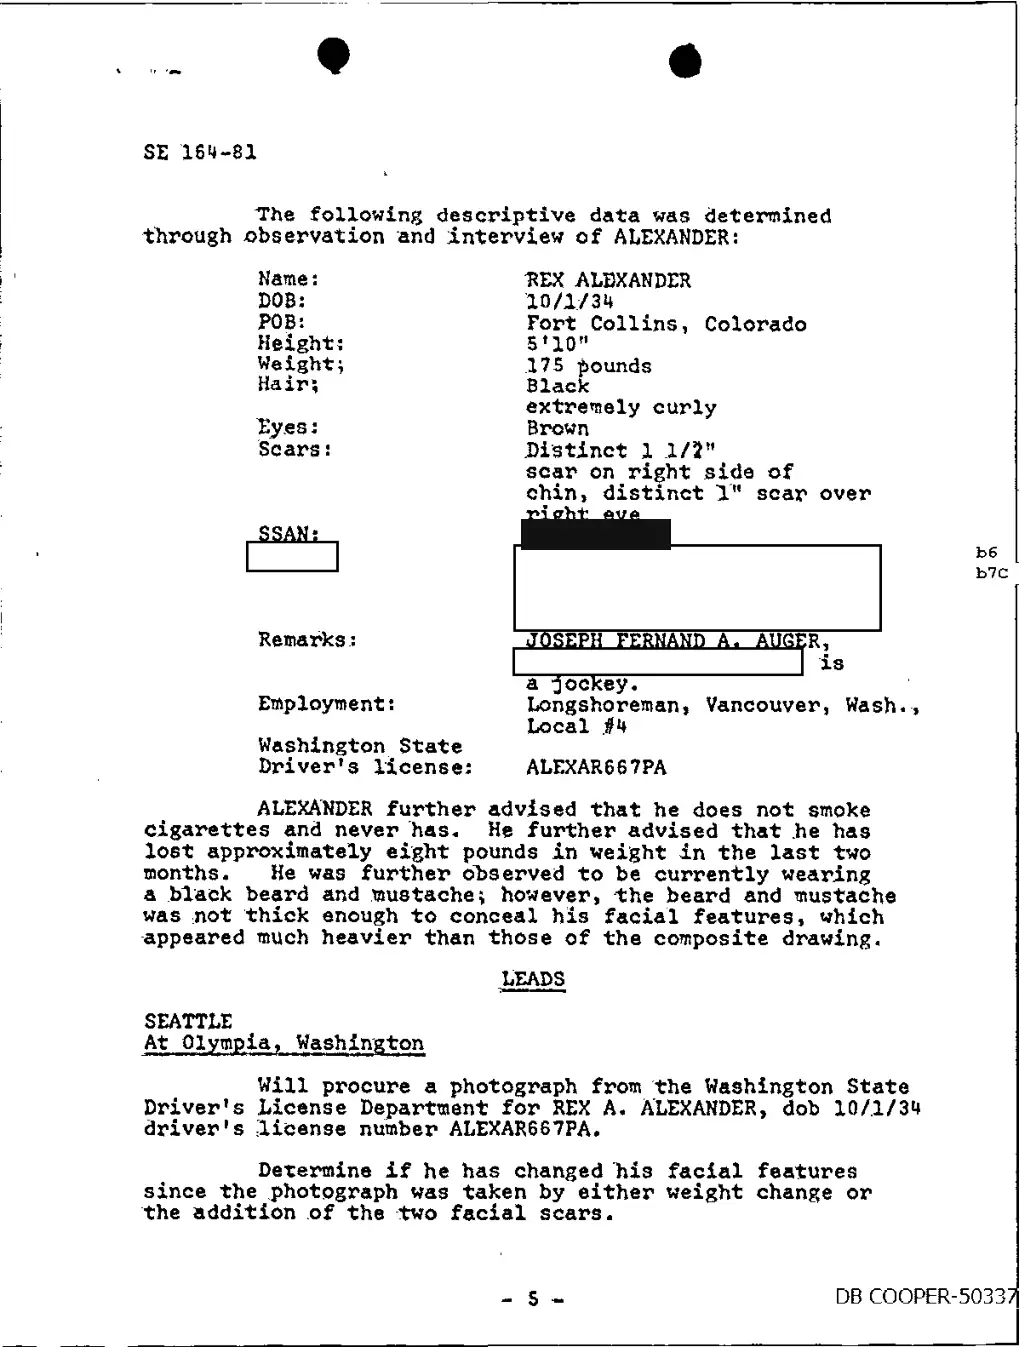 SE 164-81
The following descriptive data was determined
through observation and interview of ALEXANDER:
Name: REX ALEXANDER
DOB: 10/1/34
POB: Fort Collins, Colorado
Height: 5'10"
Weight; 175 pounds
Hair; Black
extremely curly
Eyes: Brown
Scars: Distinct 1 1/2"
scar on right side of
chin, distinct 1" scar over
right eye
SSAN:
b6
b7C
Remarks: JOSEPH FERNAND A. AUGER,
is
a jockey.
Employment: Longshoreman, Vancouver, Wash.,
Local #4
Washington State
Driver's license: ALEXAR667PA
ALEXANDER further advised that he does not smoke
cigarettes and never has. He further advised that he has
lost approximately eight pounds in weight in the last two
months. He was further observed to be currently wearing
a black beard and mustache; however, the beard and mustache
was not thick enough to conceal his facial features, which
appeared much heavier than those of the composite drawing.
LEADS
SEATTLE
At Olympia, Washington
Will procure a photograph from the Washington State
Driver's License Department for REX A. ALEXANDER, dob 10/1/34
driver's license number ALEXAR667PA.
Determine if he has changed his facial features
since the photograph was taken by either weight change or
the addition of the two facial scars.
- 5 -
DB COOPER-50337